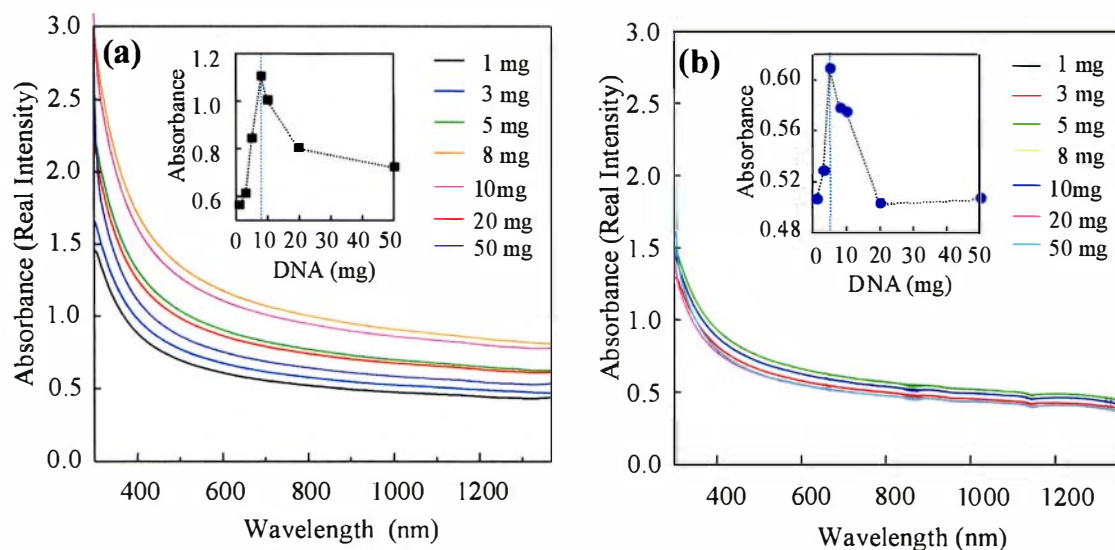 (a)
Absorbance (Real Intensity)
3.0
2.5
2.0
1.5
1.0
0.5
0.0
400
600
800
1000
1200
Wavelength (nm)
1 mg
3 mg
5 mg
8 mg
10mg
20 mg
50 mg
Absorbance
1.2
1.0
0.8
0.6
0
10
20
30
40
50
DNA (mg)
(b)
Absorbance (Real Intensity)
3.0
2.5
2.0
1.5
1.0
0.5
0.0
400
600
800
1000
1200
Wavelength (nm)
1 mg
3 mg
5 mg
8 mg
10mg
20 mg
50 mg
Absorbance
0.60
0.56
0.52
0.48
0
10
20
30
40
50
DNA (mg)